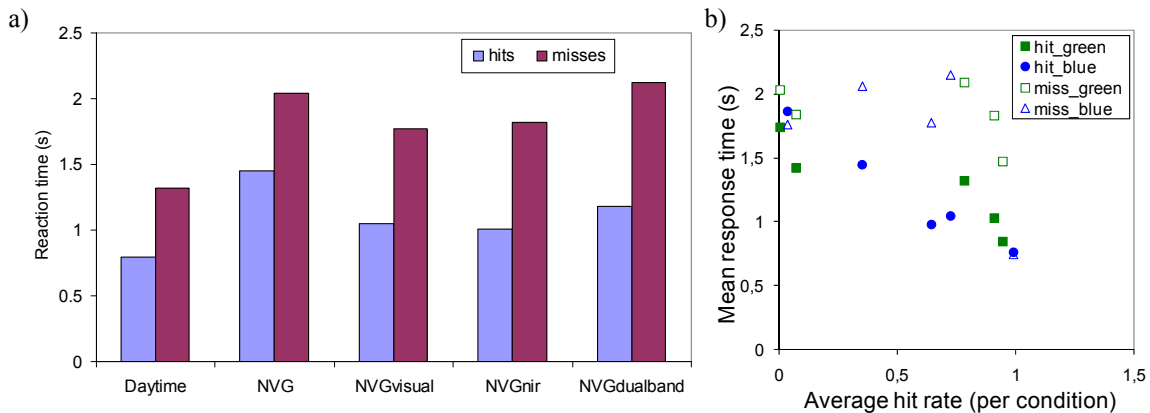 a)
2.5
2
1.5
1
0.5
0
Reaction time (s)
hits misses
Daytime NVG NVGvisual NVGnir NVGdualband
b)
2,5
2
1,5
1
0,5
0
Mean response time (s)
hit_green
hit_blue
miss_green
miss_blue
0 0,5 1 1,5
Average hit rate (per condition)